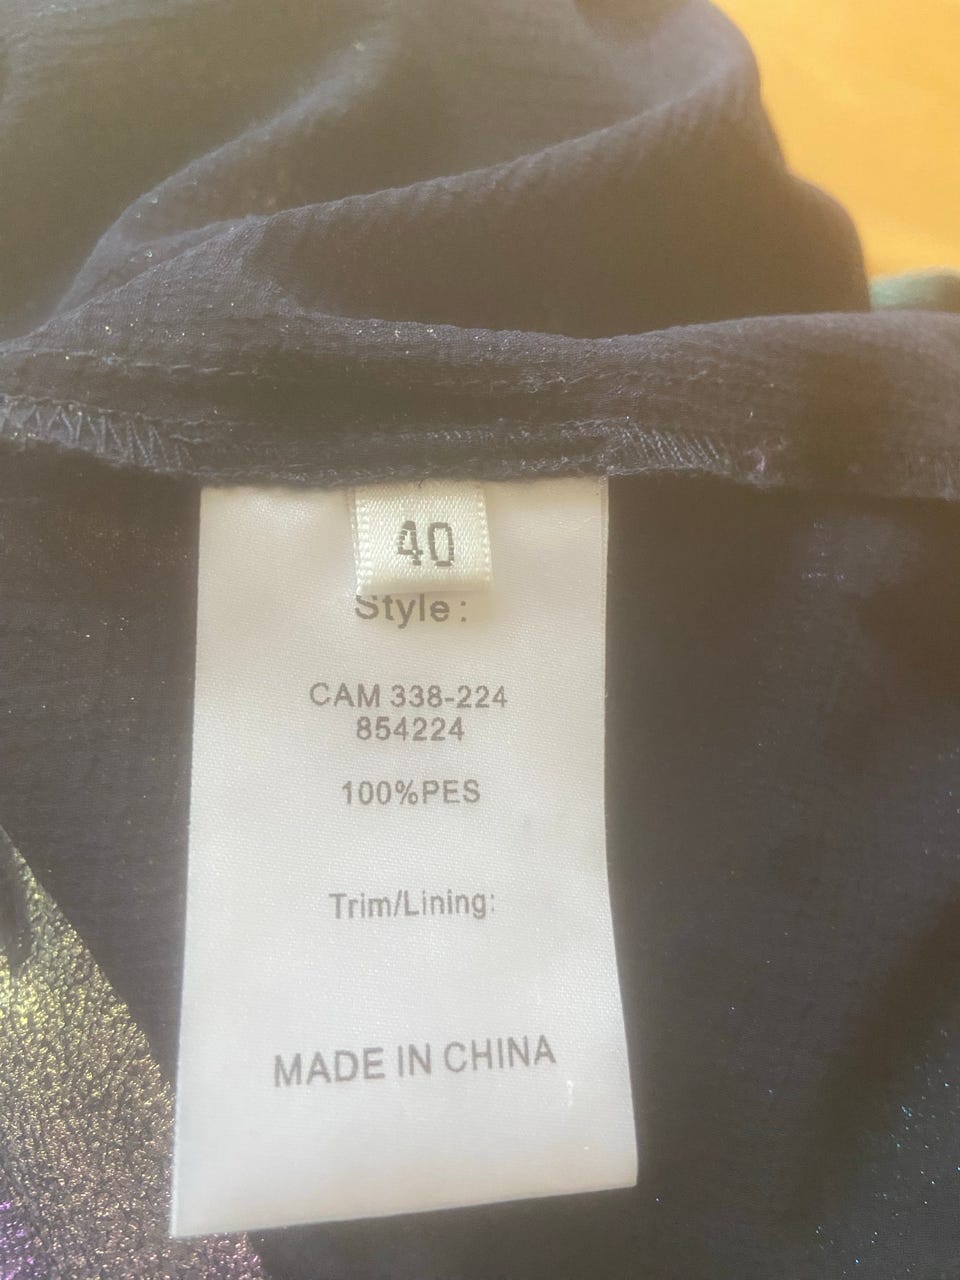 40
Style:
CAM 338-224
854224
100%PES
Trim/Lining:
MADE IN CHINA